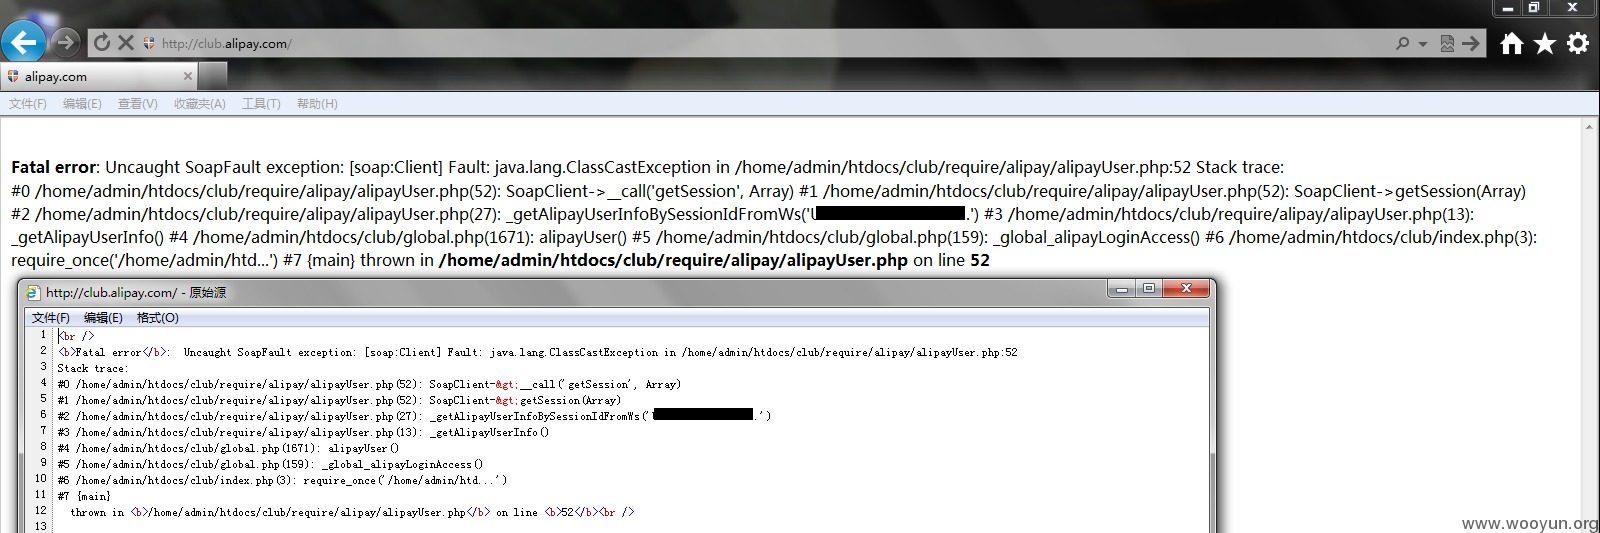 http://club.alipay.com/
alipay.com
文件(F) 编辑(E) 查看(V) 收藏夹(A) 工具(T) 帮助(H)
Fatal error: Uncaught SoapFault exception: [soap:Client] Fault: java.lang.ClassCastException in /home/admin/htdocs/club/require/alipay/alipayUser.php:52 Stack trace:
#0 /home/admin/htdocs/club/require/alipay/alipayUser.php(52): SoapClient->__call('getSession', Array) #1 /home/admin/htdocs/club/require/alipay/alipayUser.php(52): SoapClient->getSession(Array)
#2 /home/admin/htdocs/club/require/alipay/alipayUser.php(27): _getAlipayUserInfoBySessionIdFromWs(' .') #3 /home/admin/htdocs/club/require/alipay/alipayUser.php(13):
_getAlipayUserInfo() #4 /home/admin/htdocs/club/global.php(1671): alipayUser() #5 /home/admin/htdocs/club/global.php(159): _global_alipayLoginAccess() #6 /home/admin/htdocs/club/index.php(3):
require_once('/home/admin/htd...') #7 {main} thrown in /home/admin/htdocs/club/require/alipay/alipayUser.php on line 52
http://club.alipay.com/ - 原始源
文件(F) 编辑(E) 格式(O)
1 <br />
2 <b>Fatal error</b>:  Uncaught SoapFault exception: [soap:Client] Fault: java.lang.ClassCastException in /home/admin/htdocs/club/require/alipay/alipayUser.php:52
3 Stack trace:
4 #0 /home/admin/htdocs/club/require/alipay/alipayUser.php(52): SoapClient-&gt;__call('getSession', Array)
5 #1 /home/admin/htdocs/club/require/alipay/alipayUser.php(52): SoapClient-&gt;getSession(Array)
6 #2 /home/admin/htdocs/club/require/alipay/alipayUser.php(27): _getAlipayUserInfoBySessionIdFromWs(' .')
7 #3 /home/admin/htdocs/club/require/alipay/alipayUser.php(13): _getAlipayUserInfo()
8 #4 /home/admin/htdocs/club/global.php(1671): alipayUser()
9 #5 /home/admin/htdocs/club/global.php(159): _global_alipayLoginAccess()
10 #6 /home/admin/htdocs/club/index.php(3): require_once('/home/admin/htd...')
11 #7 {main}
12 thrown in <b>/home/admin/htdocs/club/require/alipay/alipayUser.php</b> on line <b>52</b><br />
13
www.wooyun.org